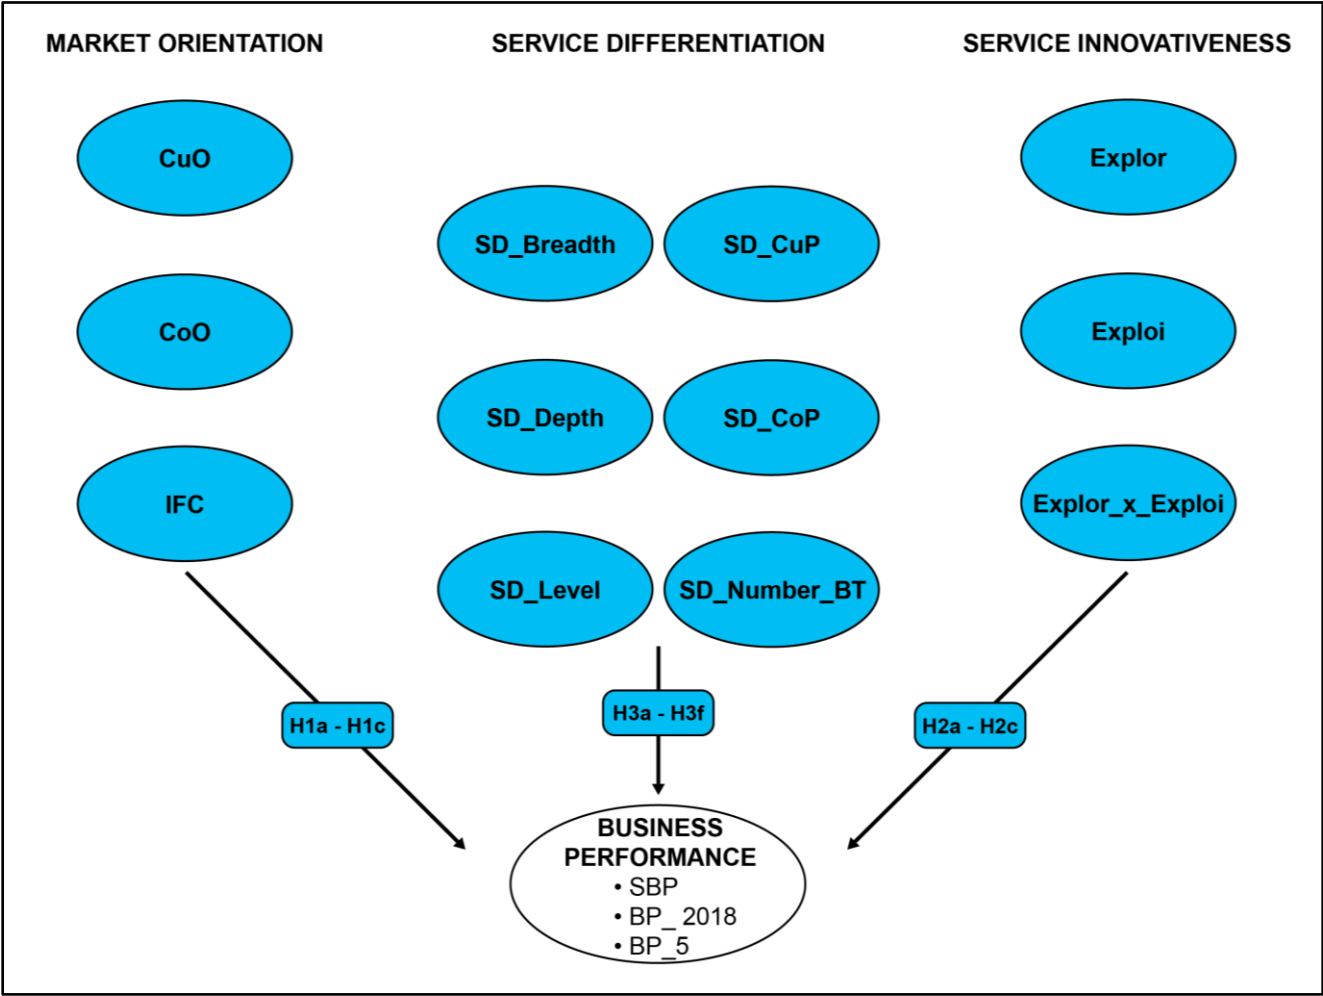 MARKET ORIENTATION
SERVICE DIFFERENTIATION
SERVICE INNOVATIVENESS
CuO
Explor
SD_Breadth
SD_CuP
CoO
Exploi
SD_Depth
SD_CoP
IFC
Explor_x_Exploi
SD_Level
SD_Number_BT
H1a - H1c
H3a - H3f
H2a - H2c
BUSINESS
PERFORMANCE
• SBP
• BP_ 2018
• BP_5